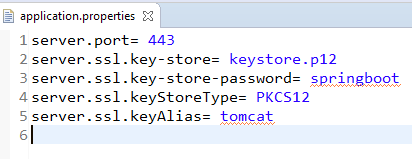 application.properties
1 server.port= 443
2 server.ssl.key-store= keystore.p12
3 server.ssl.key-store-password= springboot
4 server.ssl.keyStoreType= PKCS12
5 server.ssl.keyAlias= tomcat
6